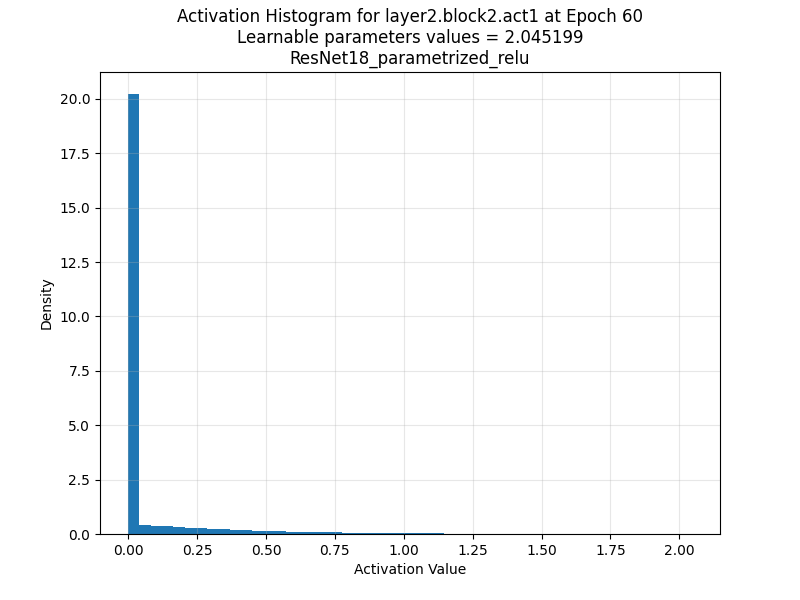 Activation Histogram for layer2.block2.act1 at Epoch 60
Learnable parameters values = 2.045199
ResNet18_parametrized_relu
20.0
17.5
15.0
12.5
10.0
7.5
5.0
2.5
0.0
Density
0.00 0.25 0.50 0.75 1.00 1.25 1.50 1.75 2.00
Activation Value